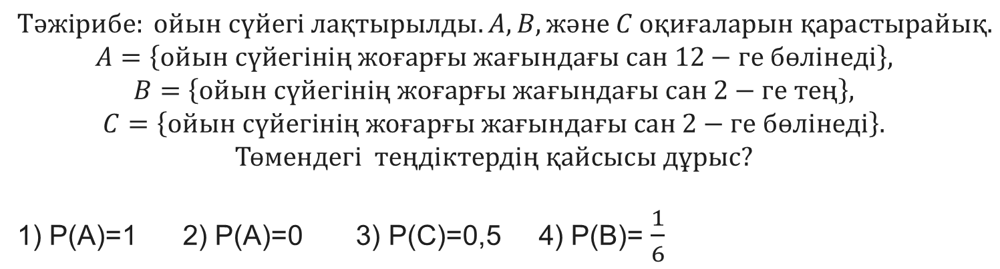 Тәжірибе: ойын сүйегі лақтырылды. A, B, және C оқиғаларын қарастырайық.
A = {ойын сүйегінің жоғарғы жағындағы сан 12 − ге бөлінеді},
B = {ойын сүйегінің жоғарғы жағындағы сан 2 − ге тең},
C = {ойын сүйегінің жоғарғы жағындағы сан 2 − ге бөлінеді}.
Төмендегі теңдіктердің қайсысы дұрыс?
1) P(A)=1 2) P(A)=0 3) P(C)=0,5 4) P(B)= 1/6